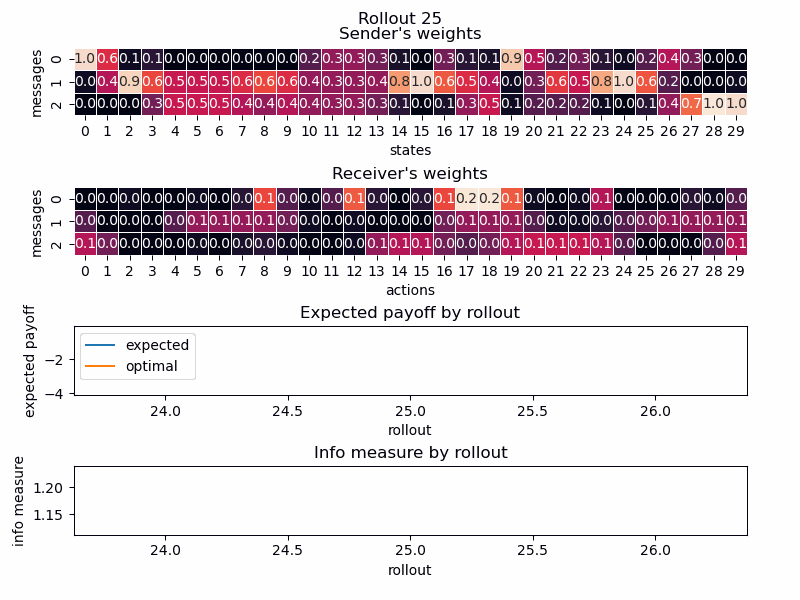 Rollout 25
Sender's weights
messages
0 1.0 0.6 0.1 0.1 0.0 0.0 0.0 0.0 0.0 0.0 0.2 0.3 0.3 0.3 0.1 0.0 0.3 0.1 0.1 0.9 0.5 0.2 0.3 0.1 0.0 0.2 0.4 0.3 0.0 0.0
1 0.0 0.4 0.9 0.6 0.5 0.5 0.5 0.6 0.6 0.6 0.4 0.3 0.3 0.4 0.8 1.0 0.6 0.5 0.4 0.0 0.3 0.6 0.5 0.8 1.0 0.6 0.2 0.0 0.0 0.0
2 0.0 0.0 0.0 0.3 0.5 0.5 0.5 0.4 0.4 0.4 0.4 0.3 0.3 0.3 0.1 0.0 0.1 0.3 0.5 0.1 0.2 0.2 0.2 0.1 0.0 0.1 0.4 0.7 1.0 1.0
0 1 2 3 4 5 6 7 8 9 10 11 12 13 14 15 16 17 18 19 20 21 22 23 24 25 26 27 28 29
states
Receiver's weights
messages
0 0.0 0.0 0.0 0.0 0.0 0.0 0.0 0.0 0.1 0.0 0.0 0.0 0.1 0.0 0.0 0.0 0.1 0.2 0.2 0.1 0.0 0.0 0.0 0.1 0.0 0.0 0.0 0.0 0.0 0.0
1 0.0 0.0 0.0 0.0 0.0 0.1 0.1 0.1 0.1 0.0 0.0 0.0 0.0 0.0 0.0 0.0 0.0 0.1 0.1 0.1 0.0 0.0 0.0 0.0 0.0 0.0 0.1 0.1 0.1 0.1
2 0.1 0.0 0.0 0.0 0.0 0.0 0.0 0.0 0.0 0.0 0.0 0.0 0.0 0.1 0.1 0.1 0.0 0.0 0.0 0.1 0.1 0.1 0.1 0.1 0.0 0.0 0.0 0.0 0.0 0.1
0 1 2 3 4 5 6 7 8 9 10 11 12 13 14 15 16 17 18 19 20 21 22 23 24 25 26 27 28 29
actions
Expected payoff by rollout
expected payoff
expected
optimal
−2
−4
24.0 24.5 25.0 25.5 26.0
rollout
Info measure by rollout
info measure
1.20
1.15
24.0 24.5 25.0 25.5 26.0
rollout